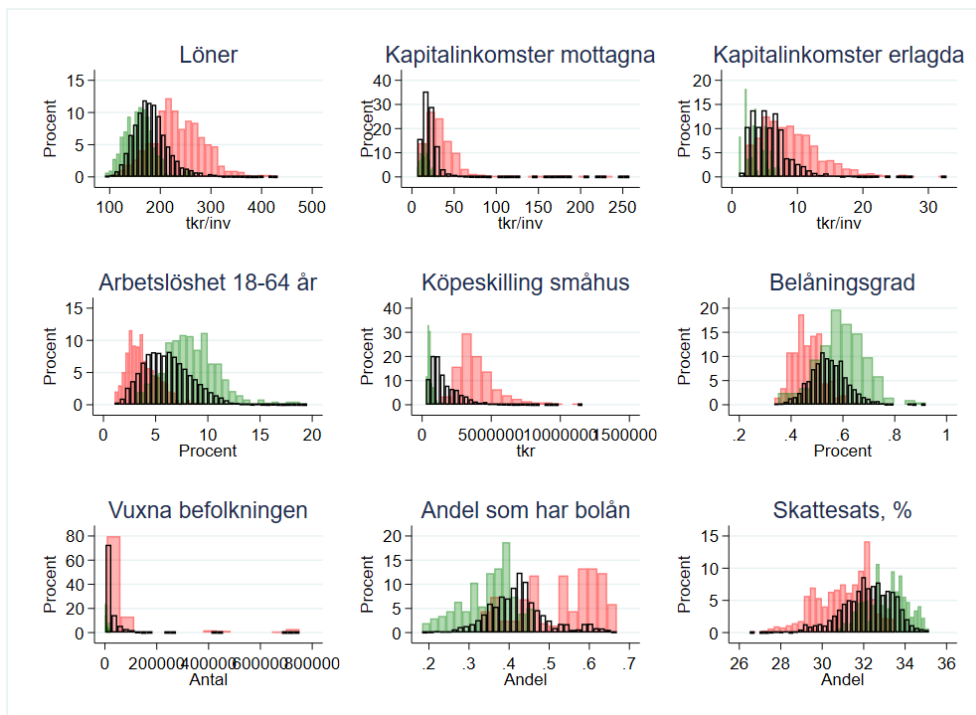 Löner
Procent
15
10
5
0
100 200 300 400 500
tkr/inv
Kapitalinkomster mottagna
Procent
40
30
20
10
0
0 50 100 150 200 250
tkr/inv
Kapitalinkomster erlagda
Procent
20
15
10
5
0
0 10 20 30
tkr/inv
Arbetslöshet 18-64 år
Procent
15
10
5
0
0 5 10 15 20
Procent
Köpeskilling småhus
Procent
40
30
20
10
0
0 5000000 10000000 15000000
tkr
Belåningsgrad
Procent
20
15
10
5
0
.2 .4 .6 .8 1
Procent
Vuxna befolkningen
Procent
80
60
40
20
0
0 200000 400000 600000 800000
Antal
Andel som har bolån
Procent
20
15
10
5
0
.2 .3 .4 .5 .6 .7
Andel
Skattesats, %
Procent
15
10
5
0
26 28 30 32 34 36
Andel